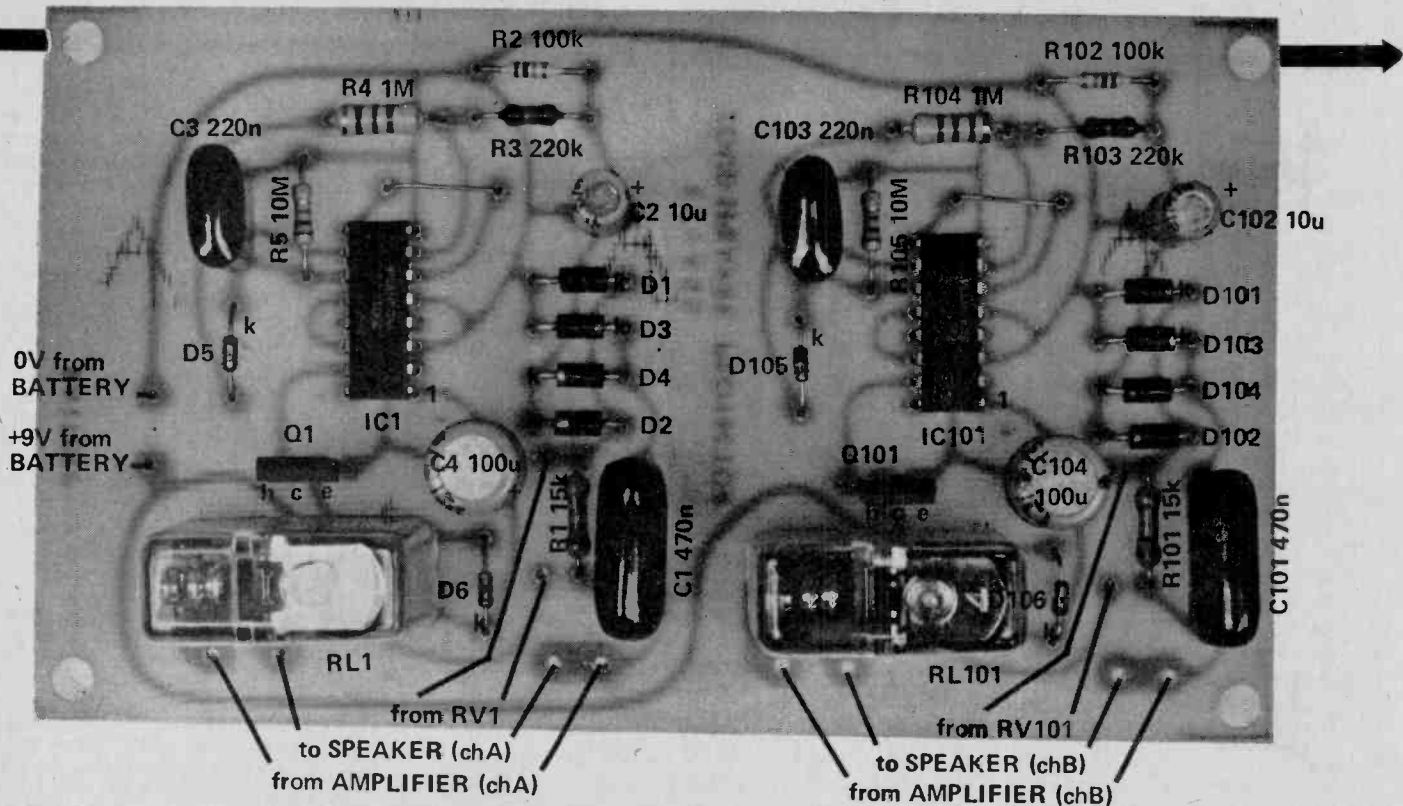 R2 100k
R102 100k
R4 1M
R104 1M
C3 220n
C103 220n
R3 220k
R103 220k
R5 10M
R105 10M
+
C2 10u
+
C102 10u
D1
D101
k
D3
k
D103
D5
D105
0V from
BATTERY
D4
D104
1
1
IC1
D2
IC101
D102
+9V from
BATTERY
Q1
Q101
C4 100u
C104
100u
b c e
b c e
+
R1 15k
R101 15k
C1 470n
C101 470n
D6
D106
k
k
RL1
RL101
from RV1
from RV101
to SPEAKER (chA)
to SPEAKER (chB)
from AMPLIFIER (chA)
from AMPLIFIER (chB)